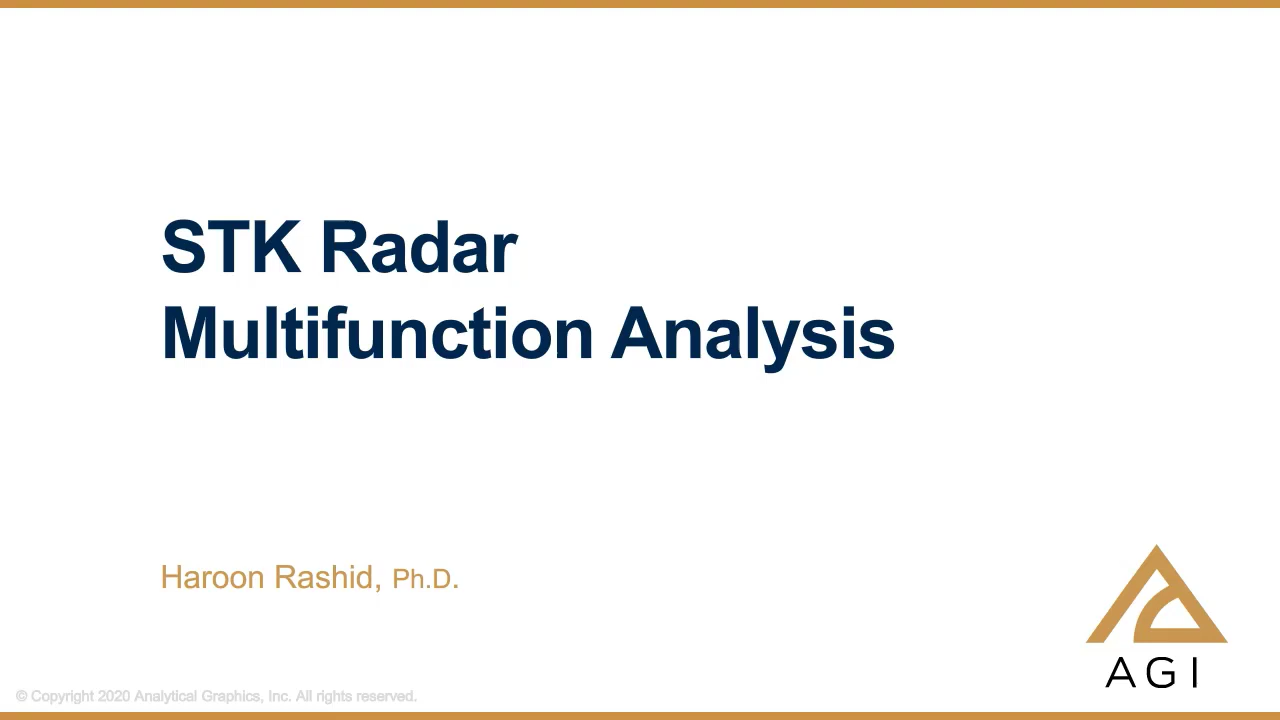 STK Radar
Multifunction Analysis
Haroon Rashid, Ph.D.
AGI
© Copyright 2020 Analytical Graphics, Inc. All rights reserved.